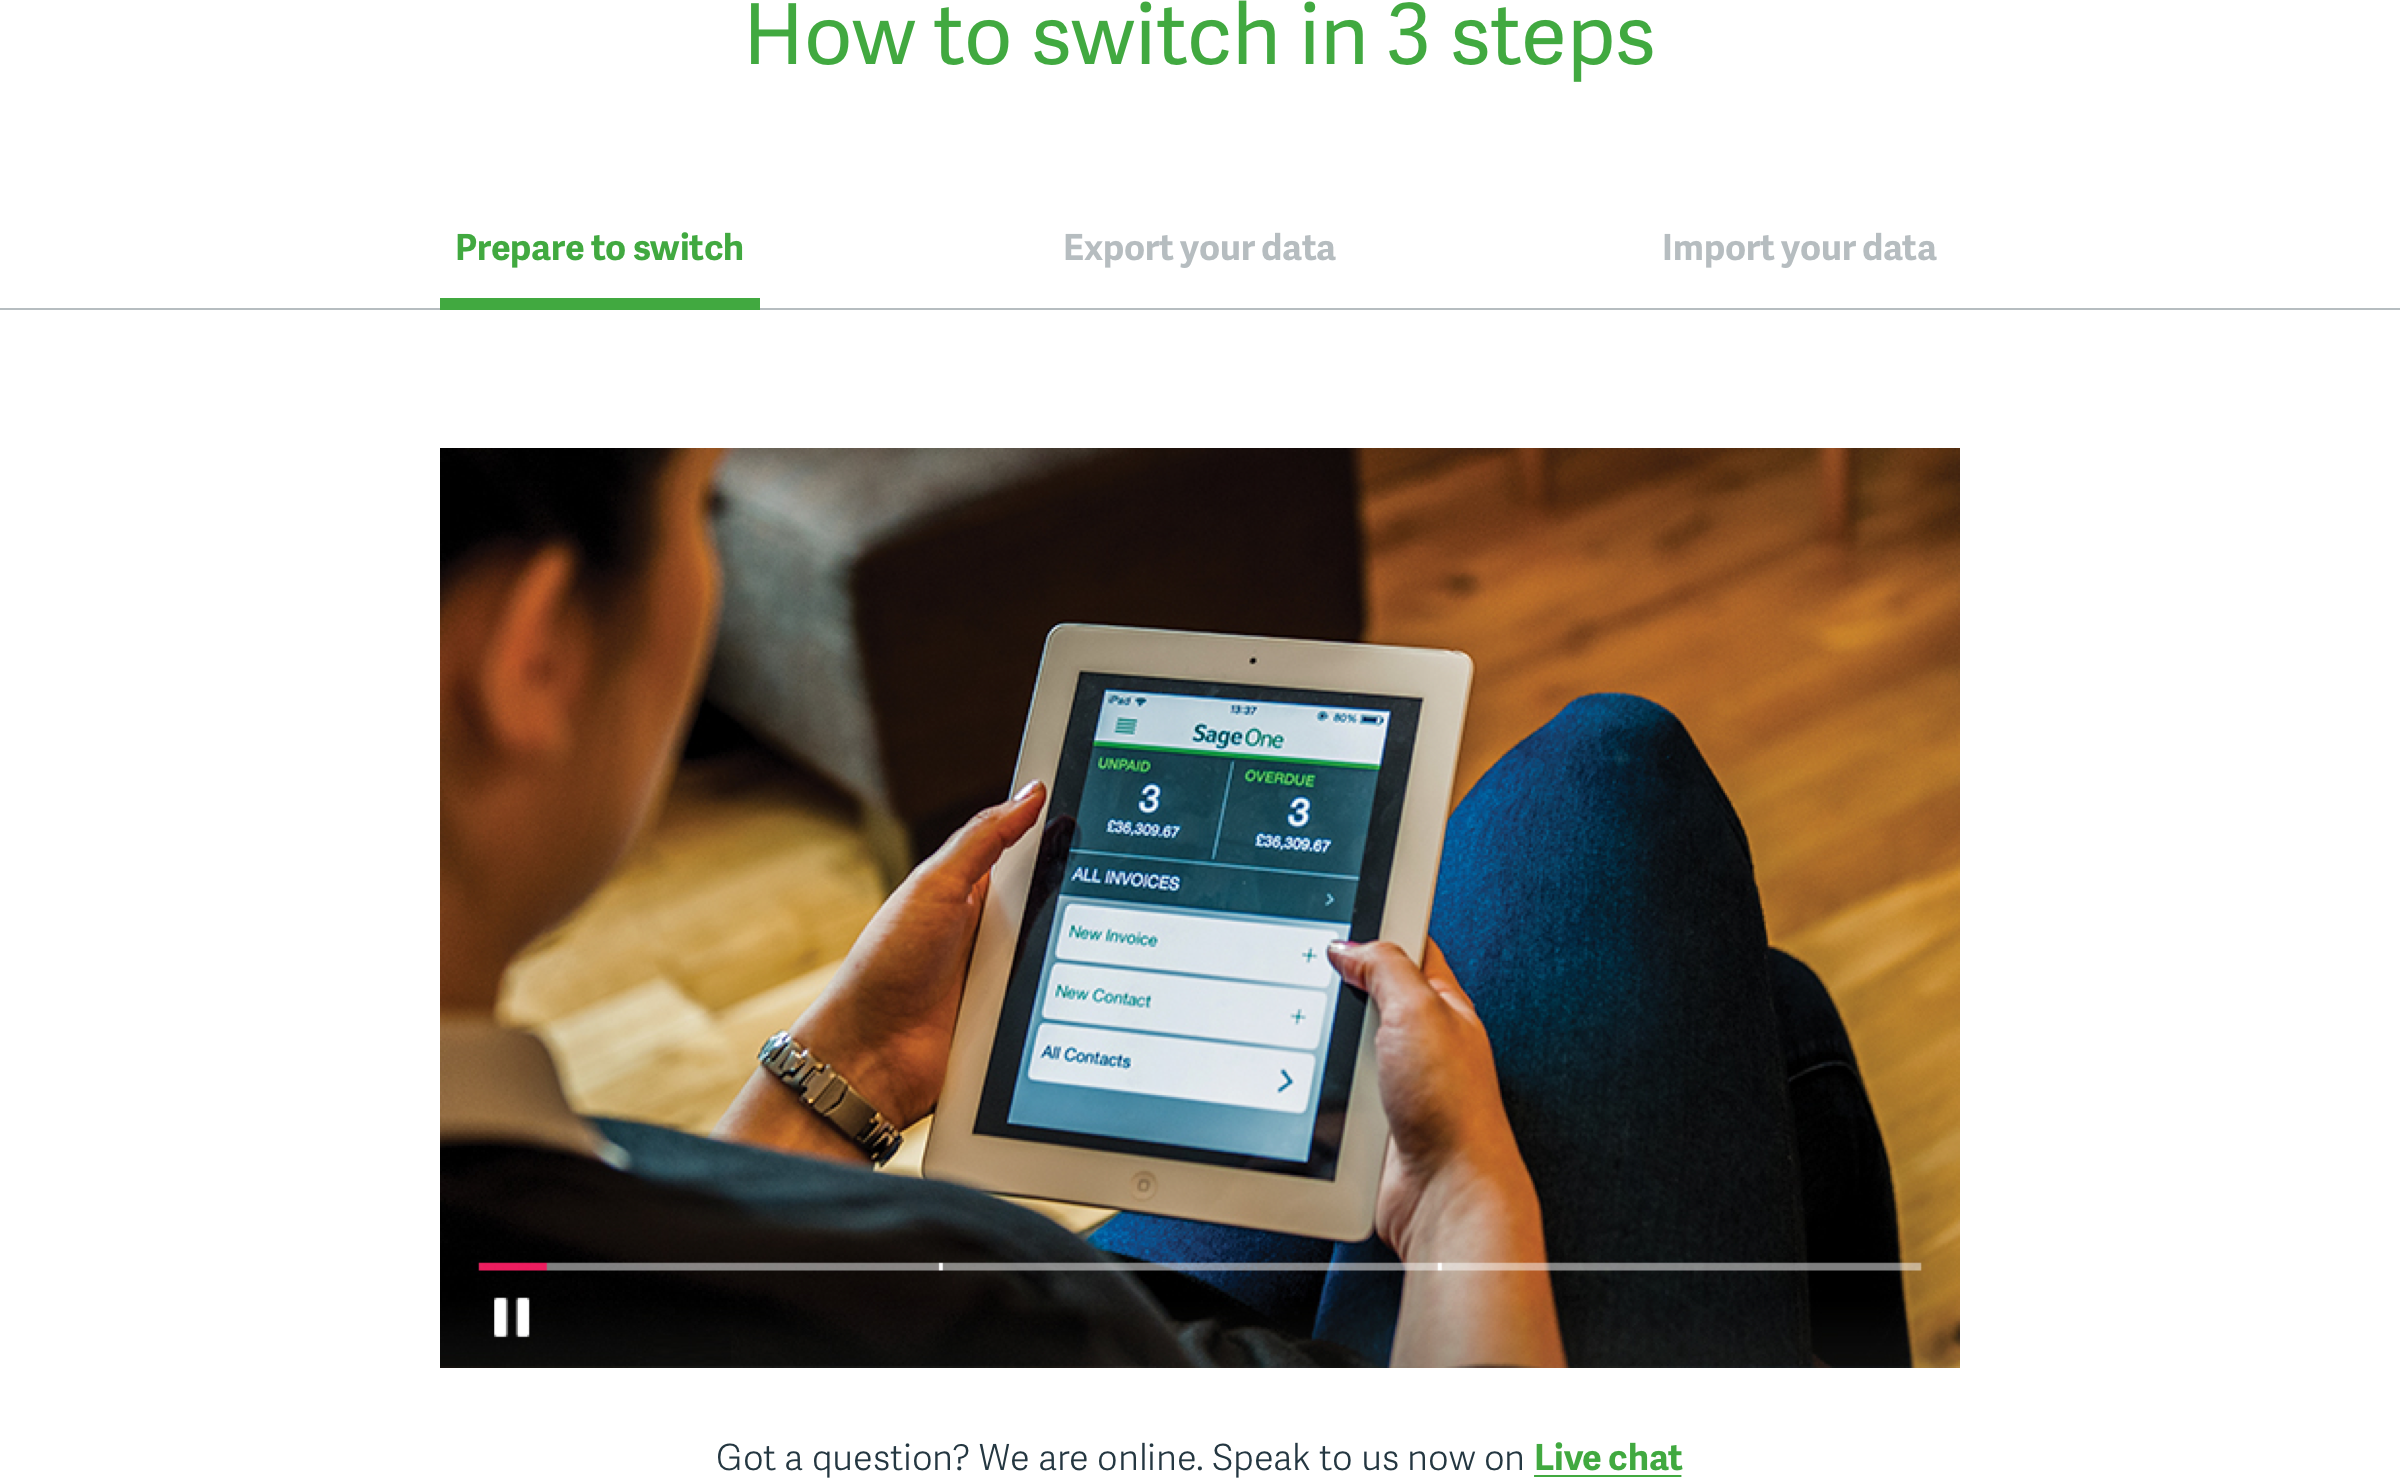 How to switch in 3 steps
Prepare to switch
Export your data
Import your data
iPad
13:37
80%
Sage One
UNPAID
OVERDUE
3
3
£36,309.67
£36,309.67
ALL INVOICES
New Invoice
New Contact
All Contacts
Got a question? We are online. Speak to us now on Live chat